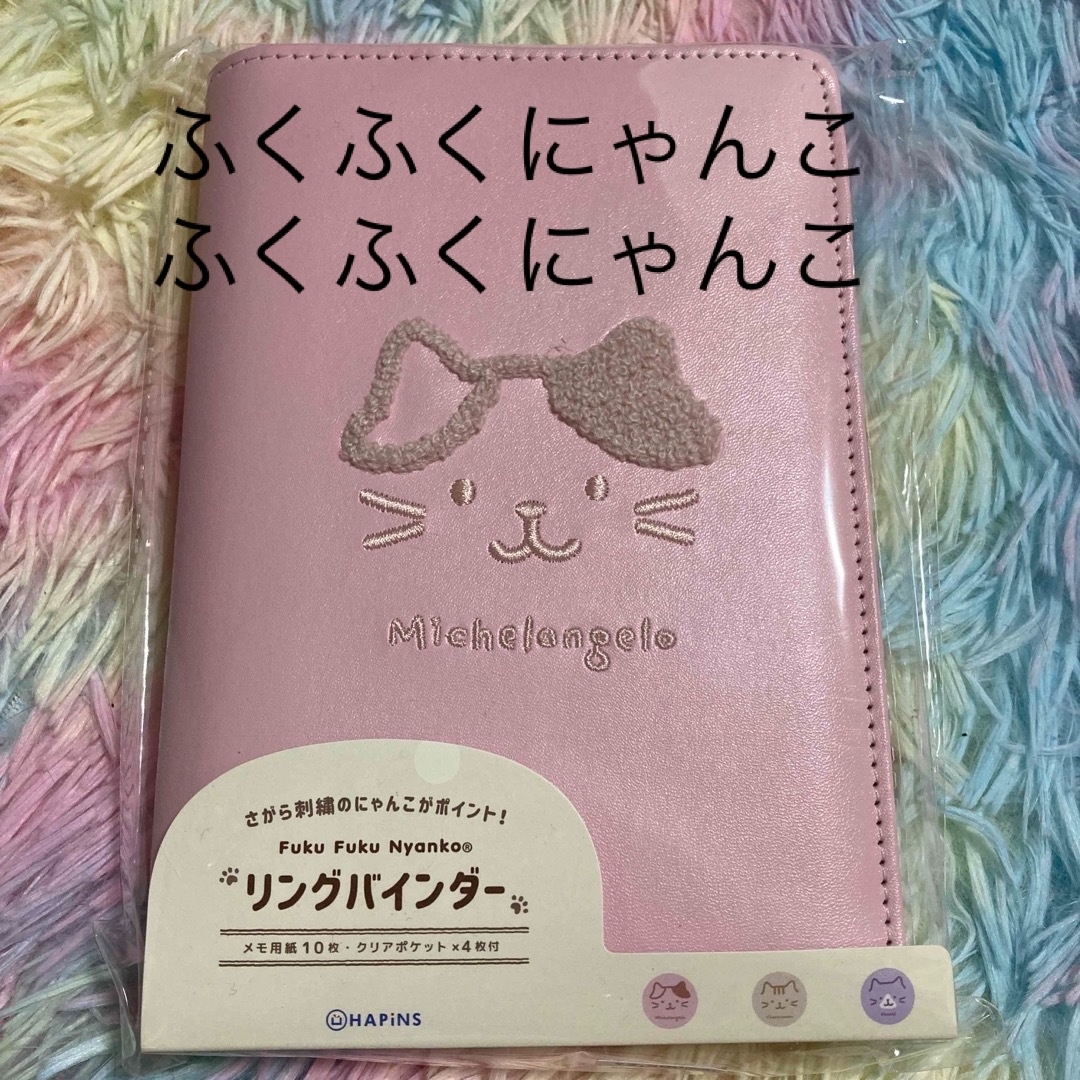 ふくふくにゃんこ
ふくふくにゃんこ
Michelangelo
さがら刺繍のにゃんこがポイント!
Fuku Fuku Nyanko®
リングバインダー
メモ用紙10枚・クリアポケット×4枚付
HAPiNS